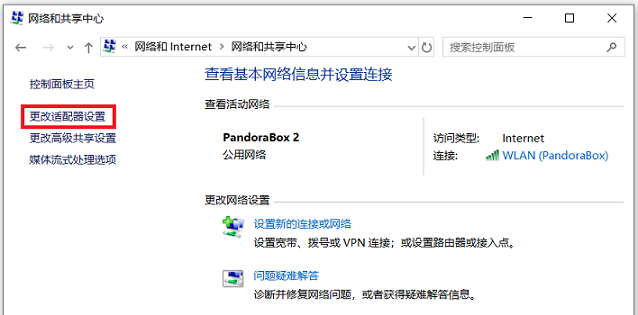 网络和共享中心
« 网络和 Internet › 网络和共享中心
搜索控制面板
控制面板主页
更改适配器设置
更改高级共享设置
媒体流式处理选项
查看基本网络信息并设置连接
查看活动网络
PandoraBox 2
公用网络
访问类型: Internet
连接: WLAN (PandoraBox)
更改网络设置
设置新的连接或网络
设置宽带、拨号或 VPN 连接；或设置路由器或接入点。
问题疑难解答
诊断并修复网络问题，或者获得疑难解答信息。